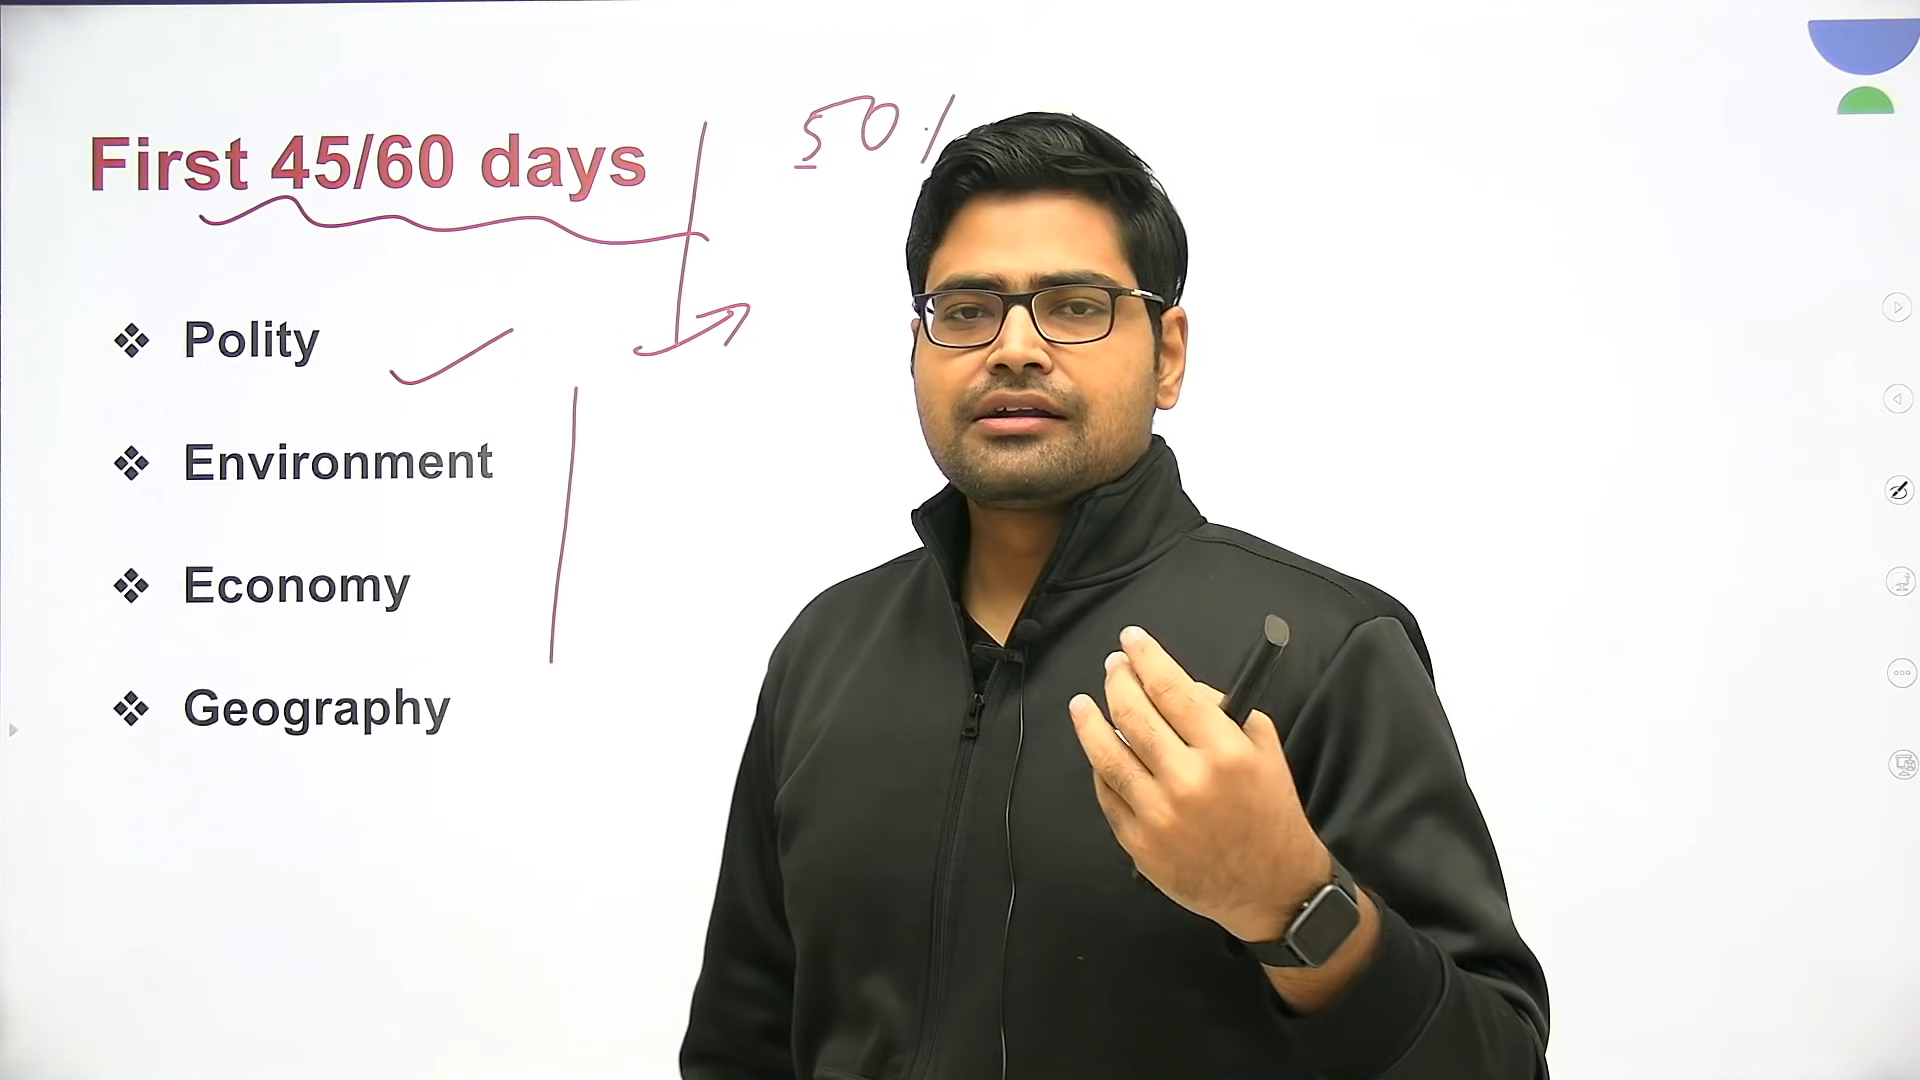 First 45/60 days
50%
Polity
Environment
Economy
Geography